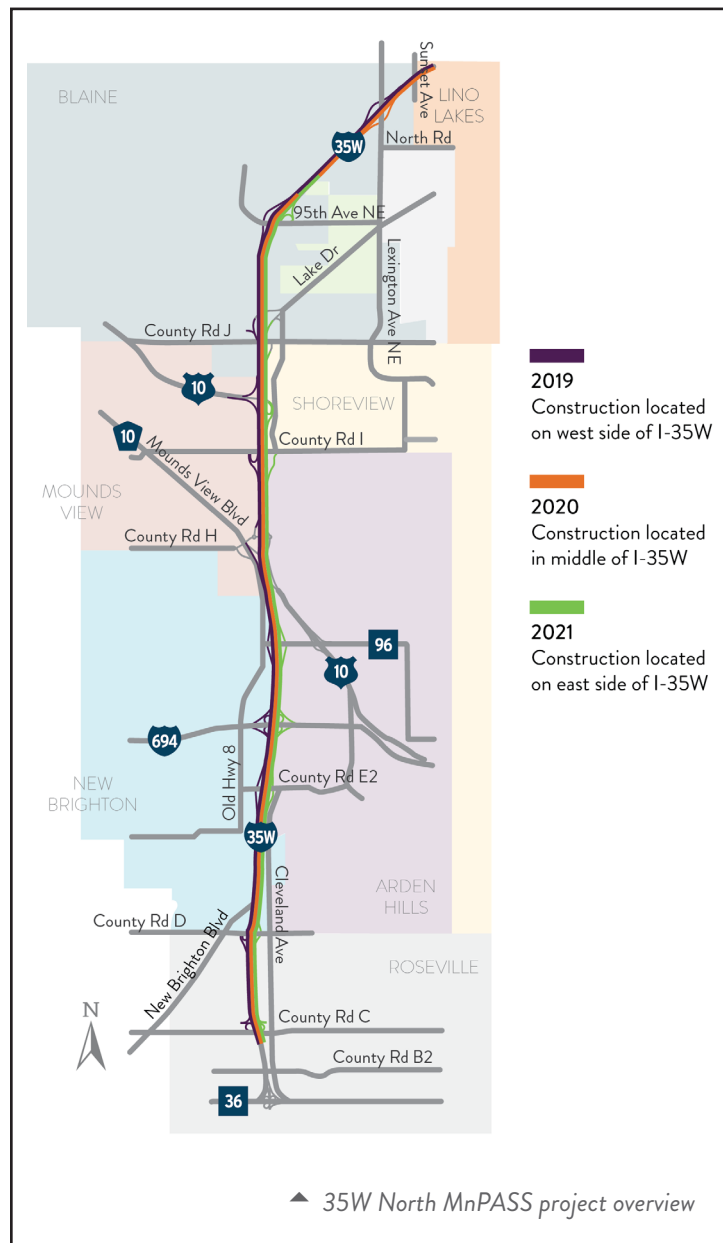 Sunset Ave
BLAINE
LINO
LAKES
35W
North Rd
95th Ave NE
Lake Dr
Lexington Ave NE
County Rd J
10
SHOREVIEW
10
Mounds View Blvd
County Rd I
MOUNDS
VIEW
County Rd H
96
10
694
Old Hwy 8
County Rd E2
NEW
BRIGHTON
35W
Cleveland Ave
ARDEN
HILLS
County Rd D
New Brighton Blvd
ROSEVILLE
N
County Rd C
County Rd B2
36
2019
Construction located
on west side of I-35W
2020
Construction located
in middle of I-35W
2021
Construction located
on east side of I-35W
35W North MnPASS project overview